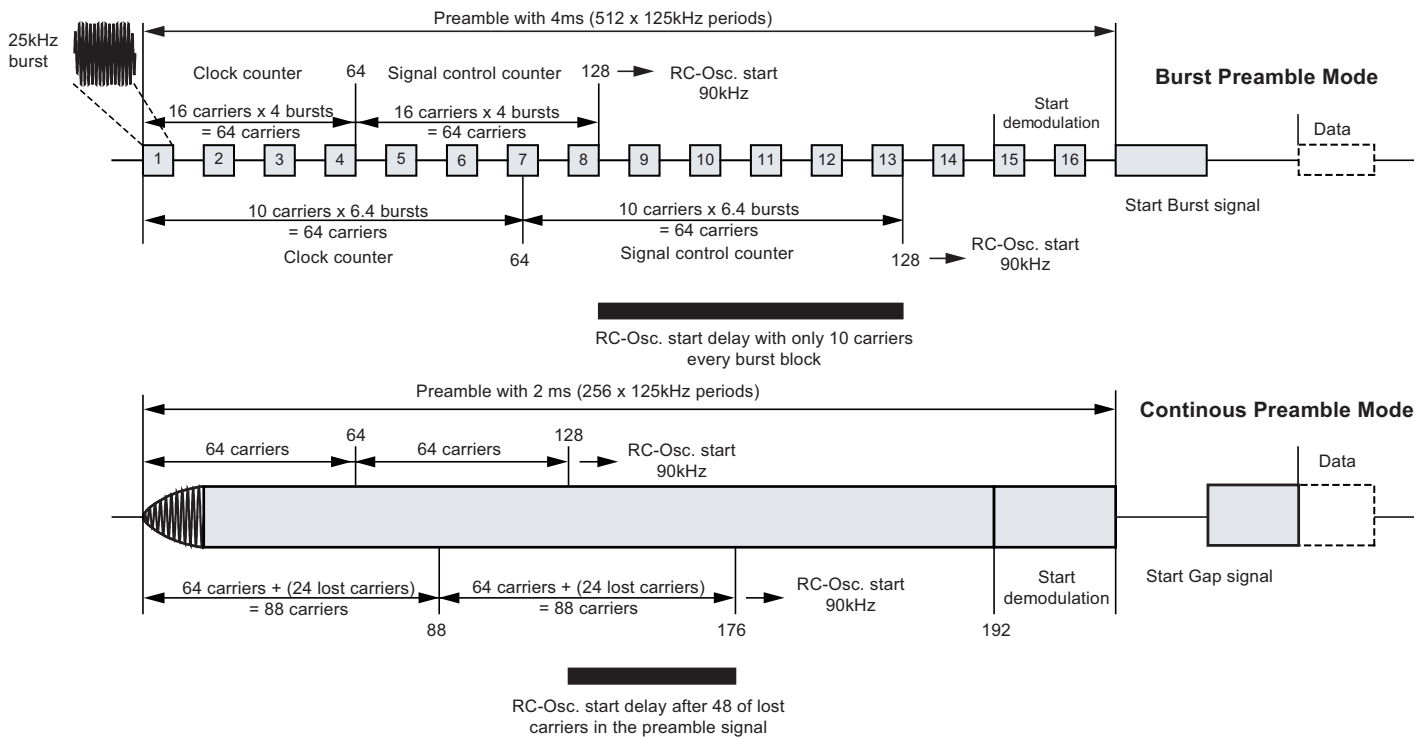 Preamble with 4ms (512 x 125kHz periods)
25kHz
burst
Clock counter
64
Signal control counter
128
RC-Osc. start
90kHz
Burst Preamble Mode
16 carriers x 4 bursts
= 64 carriers
16 carriers x 4 bursts
= 64 carriers
Start
demodulation
Data
1
2
3
4
5
6
7
8
9
10
11
12
13
14
15
16
10 carriers x 6.4 bursts
= 64 carriers
10 carriers x 6.4 bursts
= 64 carriers
Start Burst signal
Clock counter
64
Signal control counter
128
RC-Osc. start
90kHz
RC-Osc. start delay with only 10 carriers
every burst block
Preamble with 2 ms (256 x 125kHz periods)
Continous Preamble Mode
64 carriers
64
64 carriers
128
RC-Osc. start
90kHz
Data
64 carriers + (24 lost carriers)
= 88 carriers
64 carriers + (24 lost carriers)
= 88 carriers
RC-Osc. start
90kHz
Start
demodulation
Start Gap signal
88
176
192
RC-Osc. start delay after 48 of lost
carriers in the preamble signal